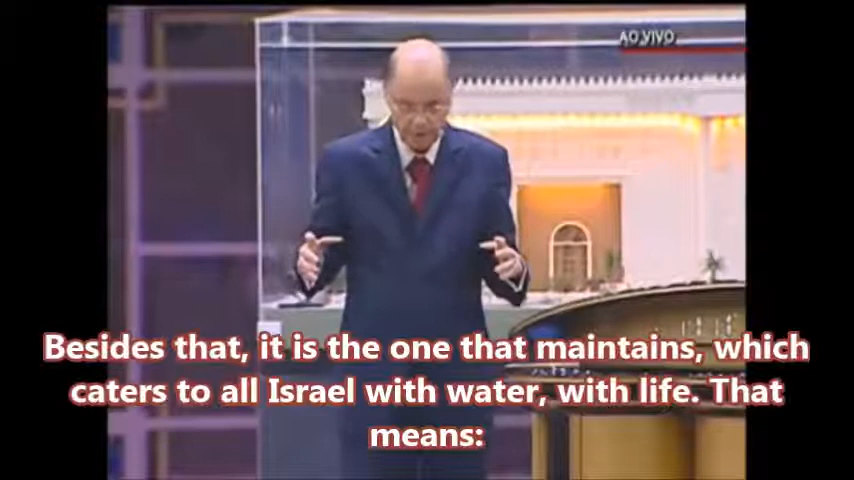 AO VIVO
Besides that, it is the one that maintains, which
caters to all Israel with water, with life. That
means: